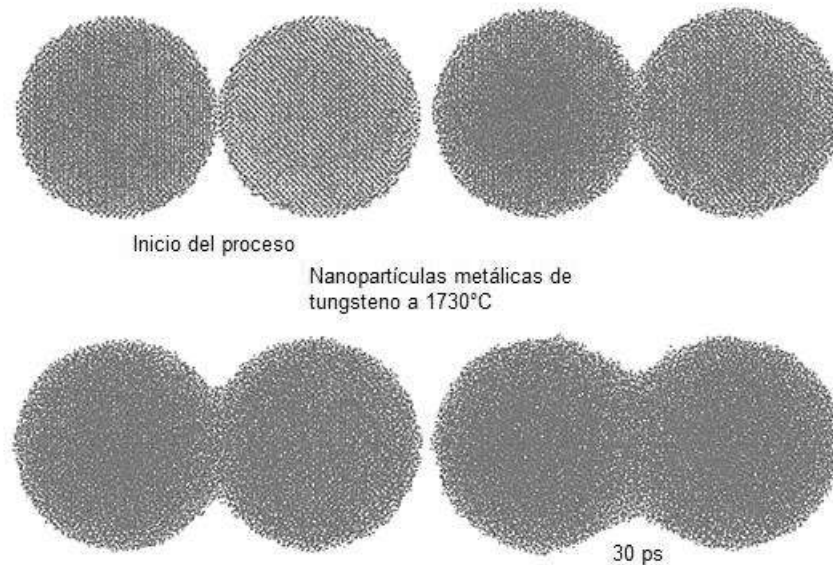 Inicio del proceso
Nanopartículas metálicas de
tungsteno a 1730°C
30 ps